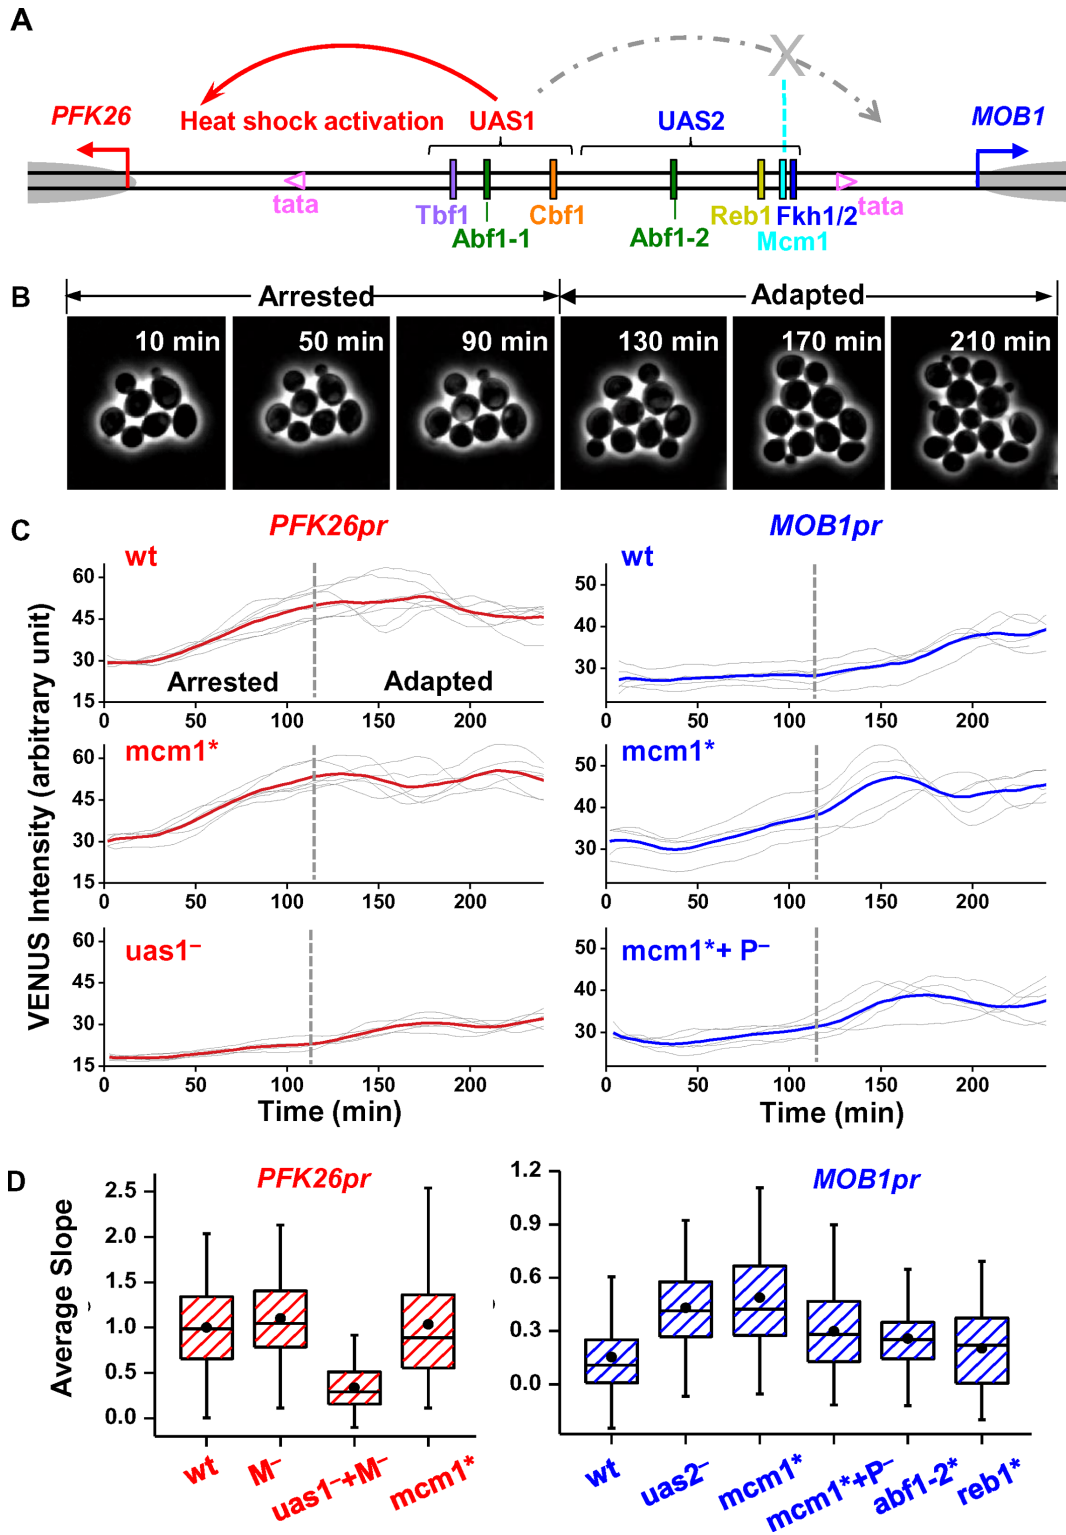 A
PFK26
Heat shock activation
UAS1
UAS2
MOB1
tata
Tbf1
Abf1-1
Cbf1
Abf1-2
Reb1
Mcm1
Fkh1/2
tata
B
Arrested
Adapted
10 min
50 min
90 min
130 min
170 min
210 min
C
PFK26pr
MOB1pr
VENUS Intensity (arbitrary unit)
wt
60
45
30
15
Arrested
Adapted
0 50 100 150 200
wt
50
40
30
0 50 100 150 200
mcm1*
60
45
30
15
0 50 100 150 200
mcm1*
50
40
30
0 50 100 150 200
uas1–
60
45
30
15
0 50 100 150 200
Time (min)
mcm1*+ P–
50
40
30
0 50 100 150 200
Time (min)
D
PFK26pr
Average Slope
2.5
2.0
1.5
1.0
0.5
0.0
wt
M–
uas1–+M–
mcm1*
MOB1pr
1.2
0.9
0.6
0.3
0.0
wt
uas2–
mcm1*
mcm1*+P–
abf1-2*
reb1*